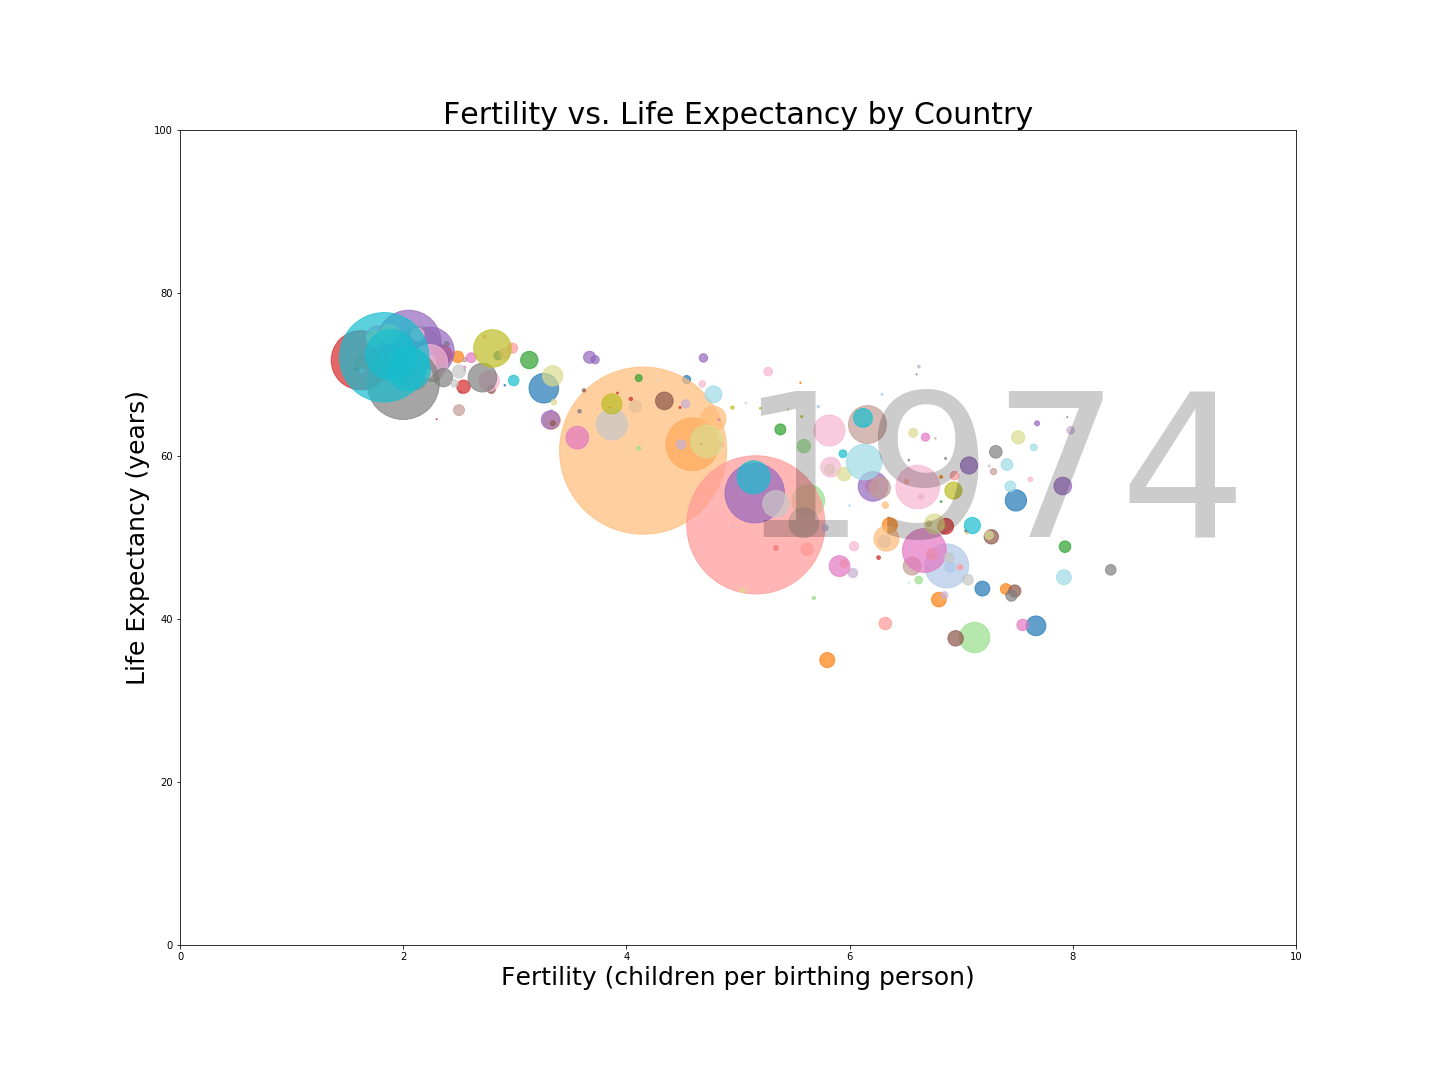 Fertility vs. Life Expectancy by Country
100
80
60
40
20
0
Life Expectancy (years)
1974
0 2 4 6 8 10
Fertility (children per birthing person)